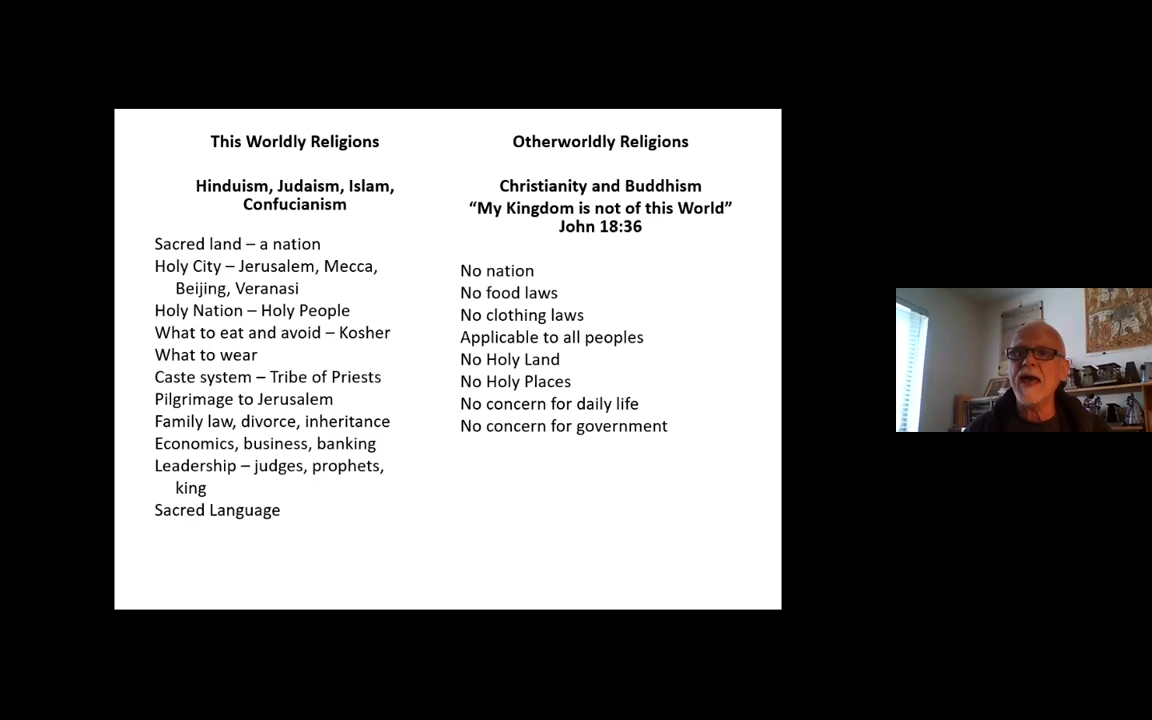 This Worldly Religions
Hinduism, Judaism, Islam,
Confucianism
Sacred land – a nation
Holy City – Jerusalem, Mecca,
Beijing, Veranasi
Holy Nation – Holy People
What to eat and avoid – Kosher
What to wear
Caste system – Tribe of Priests
Pilgrimage to Jerusalem
Family law, divorce, inheritance
Economics, business, banking
Leadership – judges, prophets,
king
Sacred Language
Otherworldly Religions
Christianity and Buddhism
“My Kingdom is not of this World”
John 18:36
No nation
No food laws
No clothing laws
Applicable to all peoples
No Holy Land
No Holy Places
No concern for daily life
No concern for government